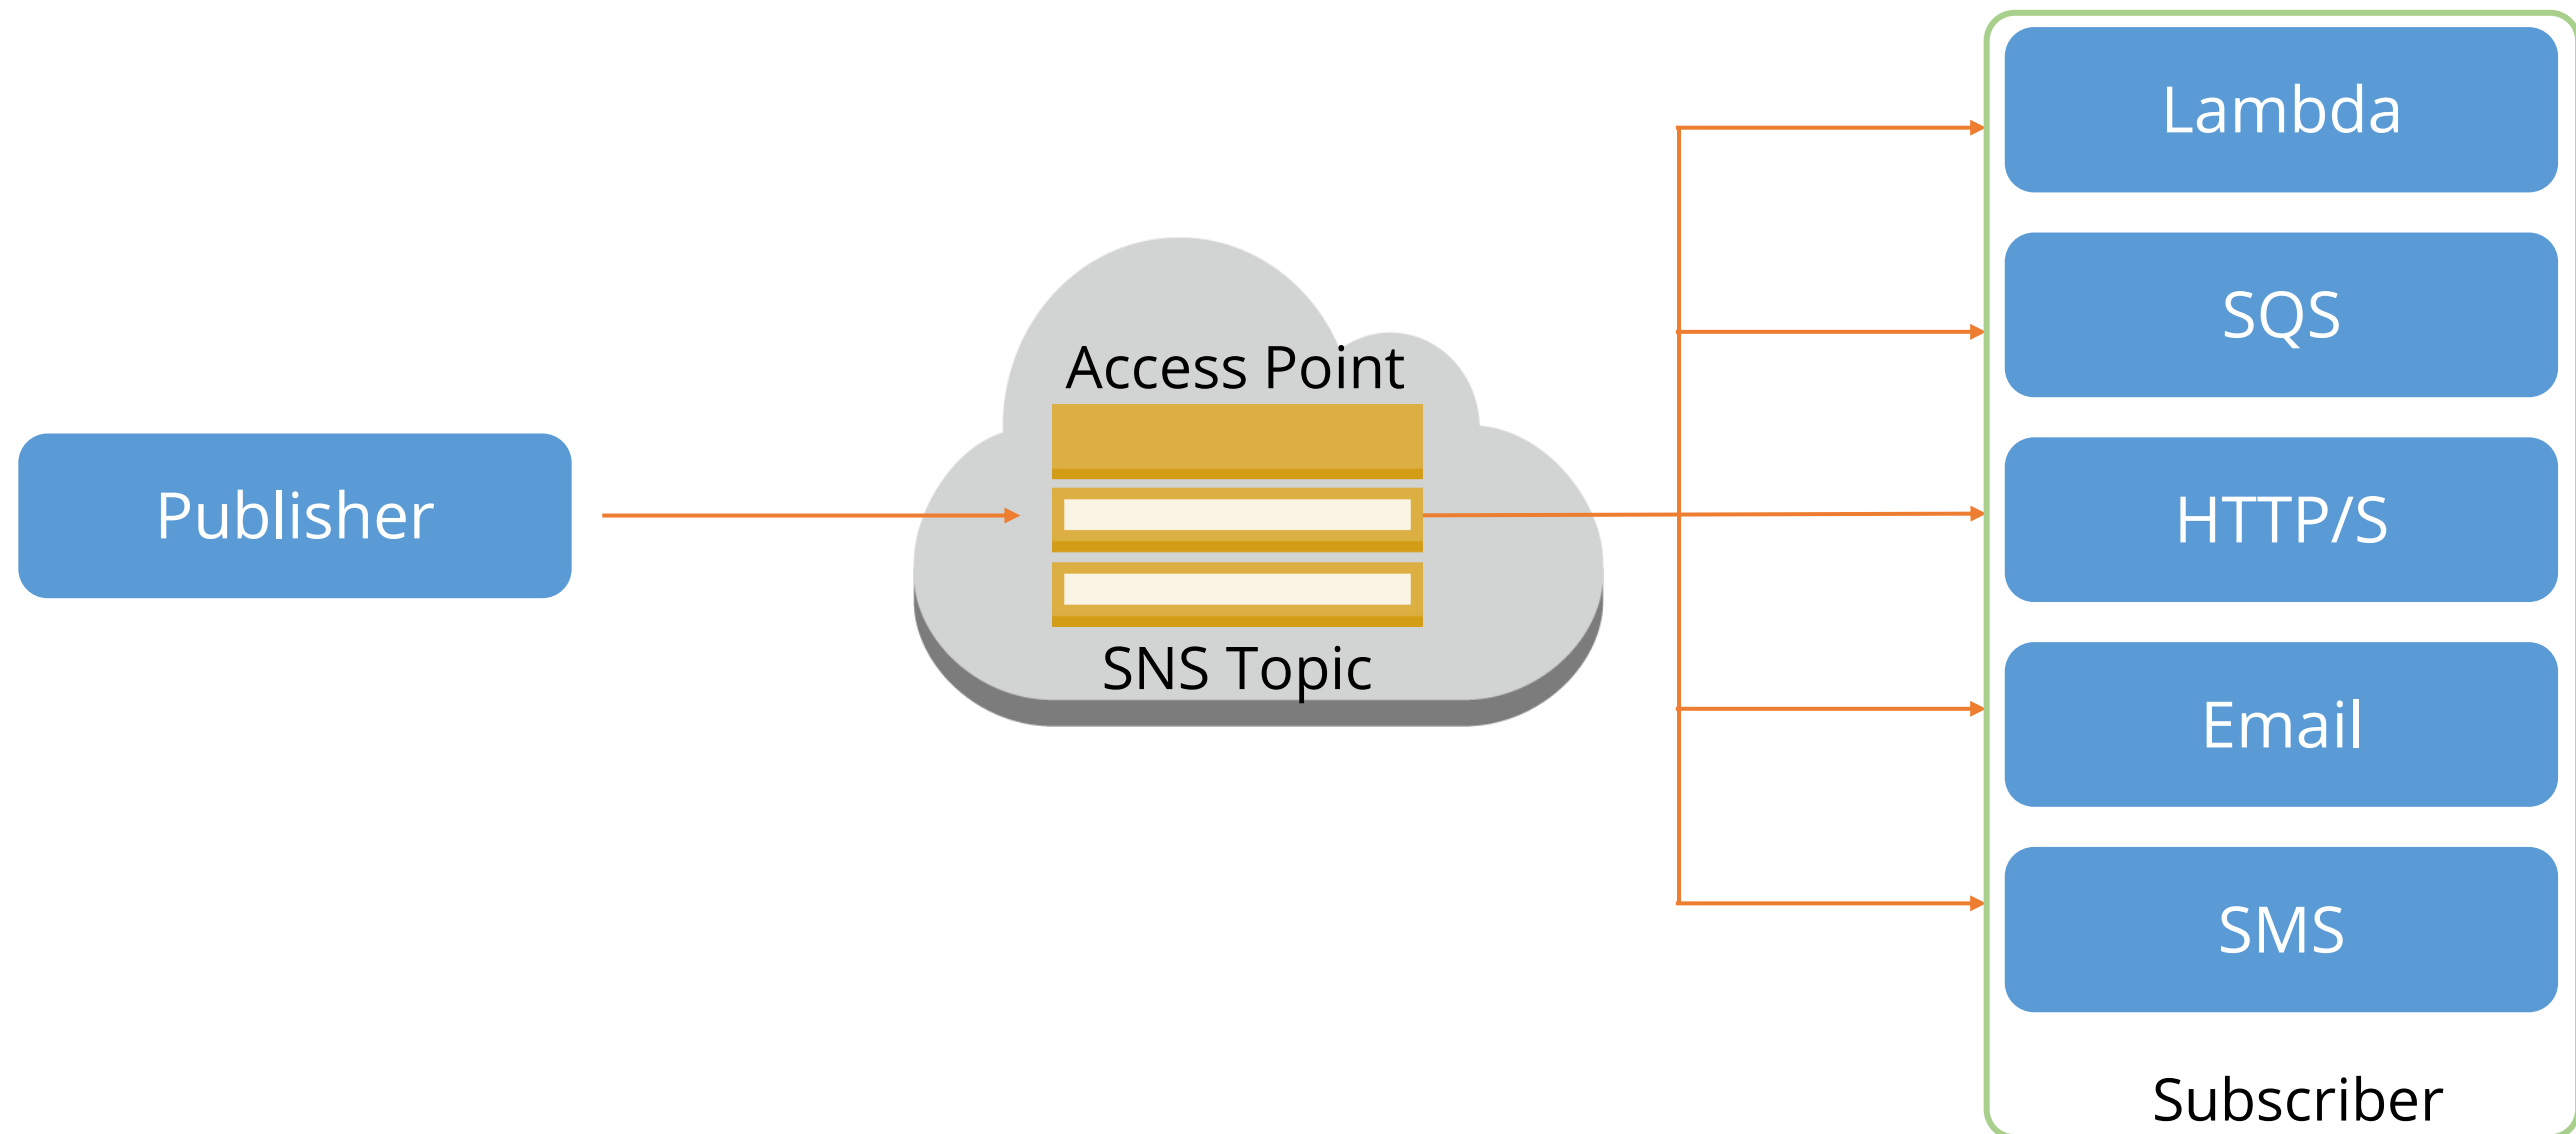 Publisher
Access Point
SNS Topic
Lambda
SQS
HTTP/S
Email
SMS
Subscriber